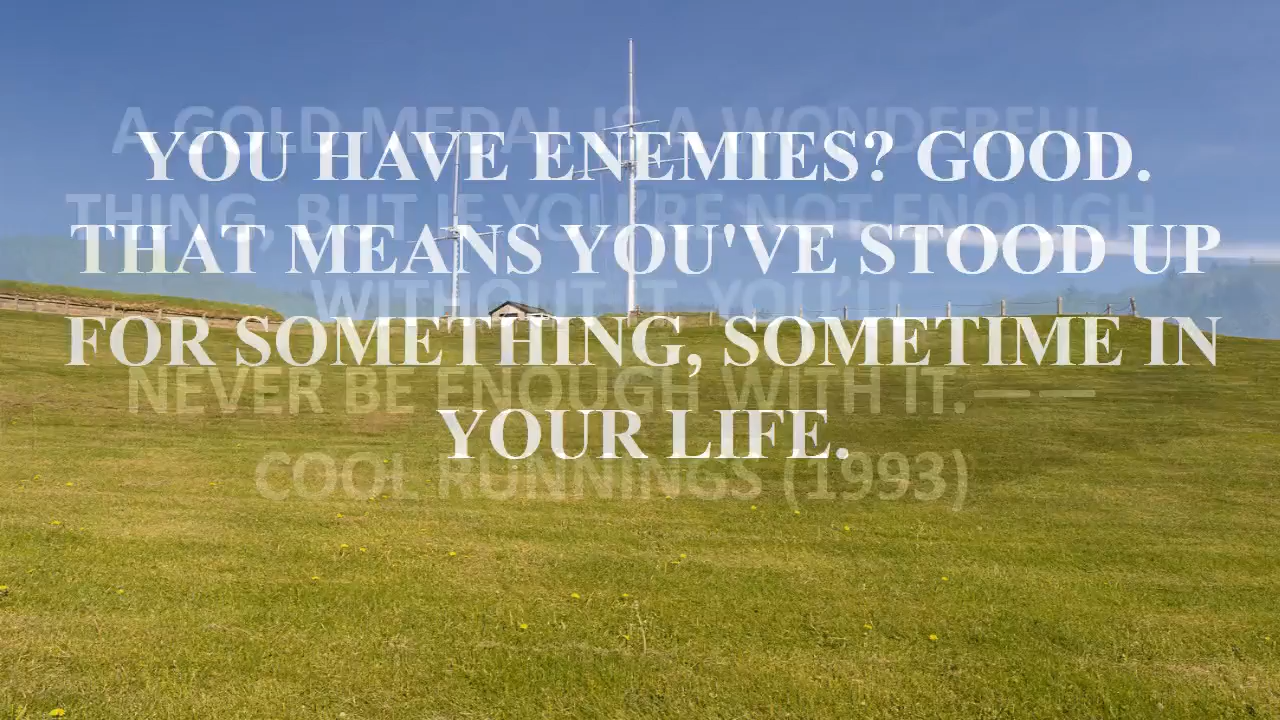 YOU HAVE ENEMIES? GOOD.
THAT MEANS YOU'VE STOOD UP
FOR SOMETHING, SOMETIME IN
YOUR LIFE.
A GOLD MEDAL IS A WONDERFUL
THING, BUT IF YOU'RE NOT ENOUGH
WITHOUT IT, YOU'LL
NEVER BE ENOUGH WITH IT.——
COOL RUNNINGS (1993)